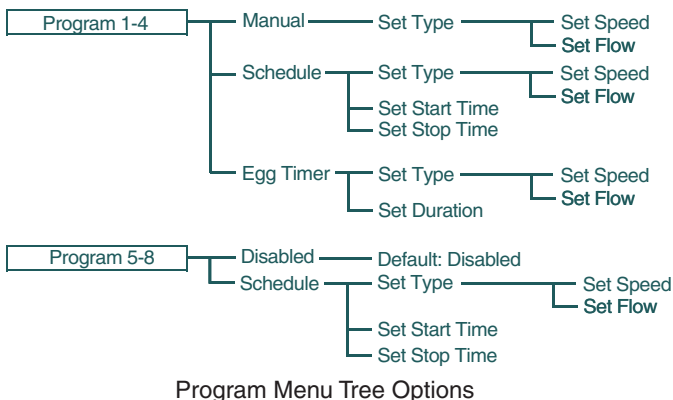 Program 1-4 Manual Set Type Set Speed
Set Flow
Schedule Set Type Set Speed
Set Flow
Set Start Time
Set Stop Time
Egg Timer Set Type Set Speed
Set Flow
Set Duration
Program 5-8 Disabled Default: Disabled
Schedule Set Type Set Speed
Set Flow
Set Start Time
Set Stop Time
Program Menu Tree Options